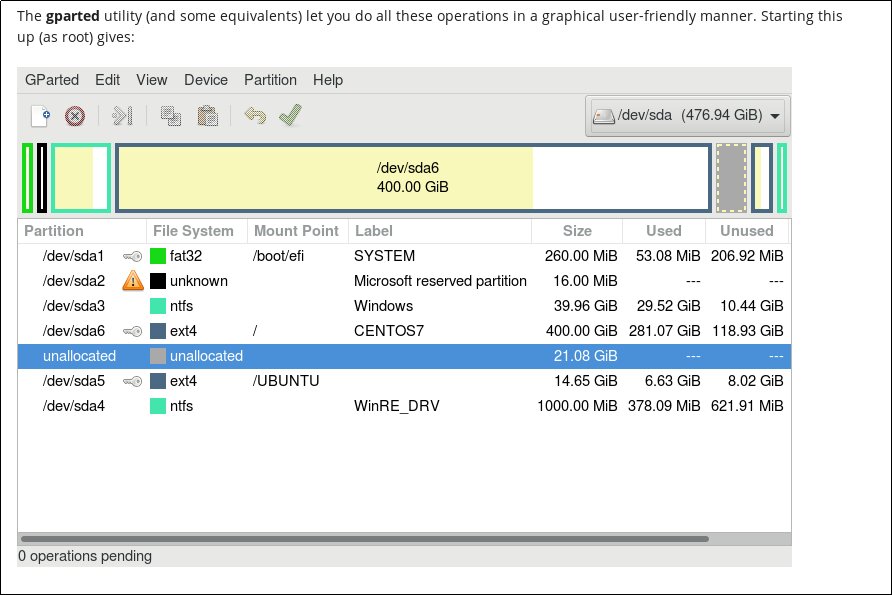 The gparted utility (and some equivalents) let you do all these operations in a graphical user-friendly manner. Starting this
up (as root) gives:
GParted Edit View Device Partition Help
/dev/sda (476.94 GiB)
/dev/sda6
400.00 GiB
Partition File System Mount Point Label Size Used Unused
/dev/sda1 fat32 /boot/efi SYSTEM 260.00 MiB 53.08 MiB 206.92 MiB
/dev/sda2 unknown Microsoft reserved partition 16.00 MiB --- ---
/dev/sda3 ntfs Windows 39.96 GiB 29.52 GiB 10.44 GiB
/dev/sda6 ext4 / CENTOS7 400.00 GiB 281.07 GiB 118.93 GiB
unallocated unallocated 21.08 GiB --- ---
/dev/sda5 ext4 /UBUNTU 14.65 GiB 6.63 GiB 8.02 GiB
/dev/sda4 ntfs WinRE_DRV 1000.00 MiB 378.09 MiB 621.91 MiB
0 operations pending